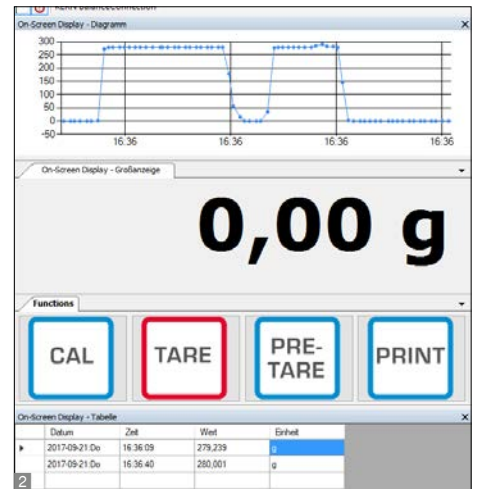 KERN BalanceConnection
On-Screen Display - Diagramm
300
250
200
150
100
50
0
-50
16:36 16:36 16:36 16:36
On-Screen Display - Großanzeige
0,00 g
Functions
CAL TARE PRE-TARE PRINT
On-Screen Display - Tabelle
Datum Zeit Wert Einheit
2017-09-21:Do 16:36:09 279,239 g
2017-09-21:Do 16:36:40 280,001 g
2